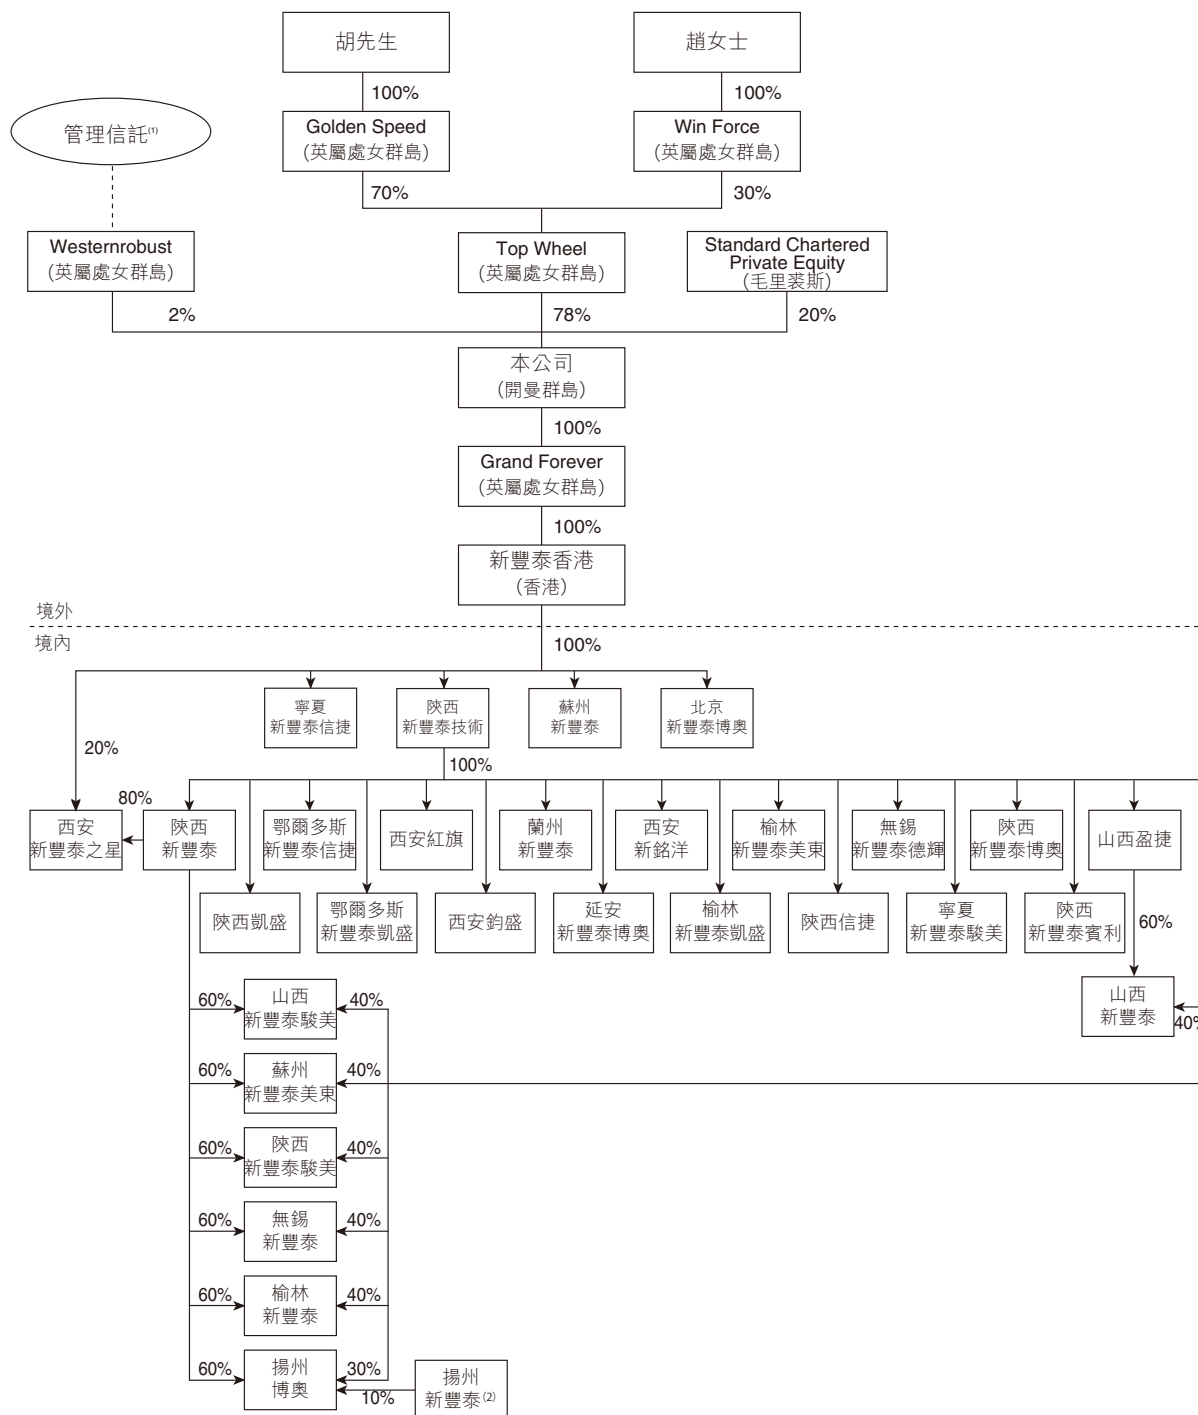 胡先生
趙女士
100%
100%
管理信託⁽¹⁾
Golden Speed
(英屬處女群島)
Win Force
(英屬處女群島)
70%
30%
Westernrobust
(英屬處女群島)
Top Wheel
(英屬處女群島)
Standard Chartered
Private Equity
(毛里裘斯)
2%
78%
20%
本公司
(開曼群島)
100%
Grand Forever
(英屬處女群島)
100%
新豐泰香港
(香港)
境外
境內
100%
寧夏
新豐泰信捷
陝西
新豐泰技術
蘇州
新豐泰
北京
新豐泰博奧
20%
100%
80%
西安
新豐泰之星
陝西
新豐泰
鄂爾多斯
新豐泰信捷
西安紅旗
蘭州
新豐泰
西安
新銘洋
榆林
新豐泰美東
無錫
新豐泰德輝
陝西
新豐泰博奧
山西盈捷
陝西凱盛
鄂爾多斯
新豐泰凱盛
西安鈞盛
延安
新豐泰博奧
榆林
新豐泰凱盛
陝西信捷
寧夏
新豐泰駿美
陝西
新豐泰賓利
60%
60%
山西
新豐泰駿美
40%
山西
新豐泰
40%
60%
蘇州
新豐泰美東
40%
60%
陝西
新豐泰駿美
40%
60%
無錫
新豐泰
40%
60%
榆林
新豐泰
40%
60%
揚州
博奧
30%
10%
揚州
新豐泰⁽²⁾